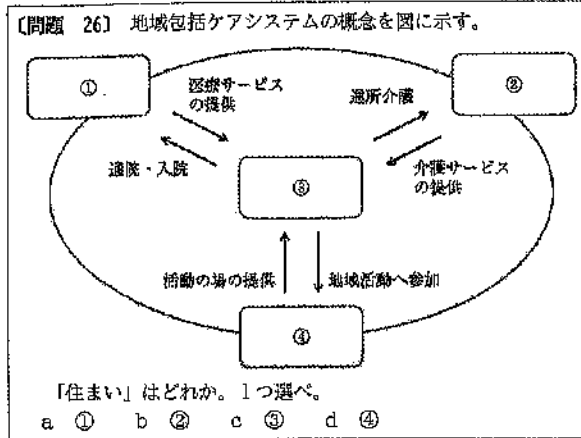 〔問題 26〕 地域包括ケアシステムの概念を図に示す。
①
医療サービス
の提供
通所介護
②
通院・入院
③
介護サービス
の提供
活動の場の提供
地域活動へ参加
④
「住まい」はどれか。1つ選べ。
a ① b ② c ③ d ④